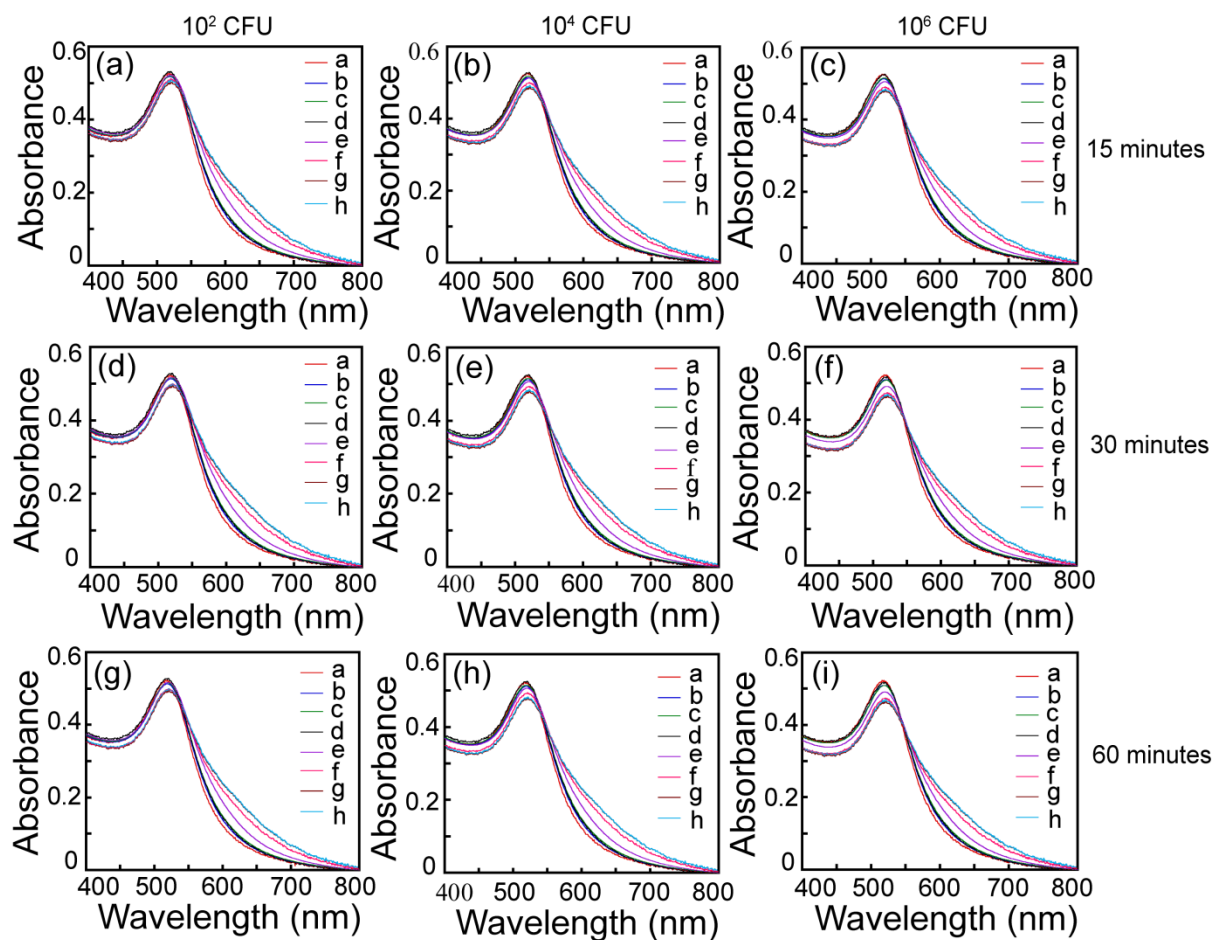 10² CFU
10⁴ CFU
10⁶ CFU
(a)
Absorbance
0.6
0.4
0.2
0
400 500 600 700 800
Wavelength (nm)
a
b
c
d
e
f
g
h
(b)
Absorbance
0.6
0.4
0.2
0
400 500 600 700 800
Wavelength (nm)
a
b
c
d
e
f
g
h
(c)
Absorbance
0.6
0.4
0.2
0
400 500 600 700 800
Wavelength (nm)
a
b
c
d
e
f
g
h
15 minutes
(d)
Absorbance
0.6
0.4
0.2
0
400 500 600 700 800
Wavelength (nm)
a
b
c
d
e
f
g
h
(e)
Absorbance
0.6
0.4
0.2
0
400 500 600 700 800
Wavelength (nm)
a
b
c
d
e
f
g
h
(f)
Absorbance
0.6
0.4
0.2
0
400 500 600 700 800
Wavelength (nm)
a
b
c
d
e
f
g
h
30 minutes
(g)
Absorbance
0.6
0.4
0.2
0
400 500 600 700 800
Wavelength (nm)
a
b
c
d
e
f
g
h
(h)
Absorbance
0.6
0.4
0.2
0
400 500 600 700 800
Wavelength (nm)
a
b
c
d
e
f
g
h
(i)
Absorbance
0.6
0.4
0.2
0
400 500 600 700 800
Wavelength (nm)
a
b
c
d
e
f
g
h
60 minutes